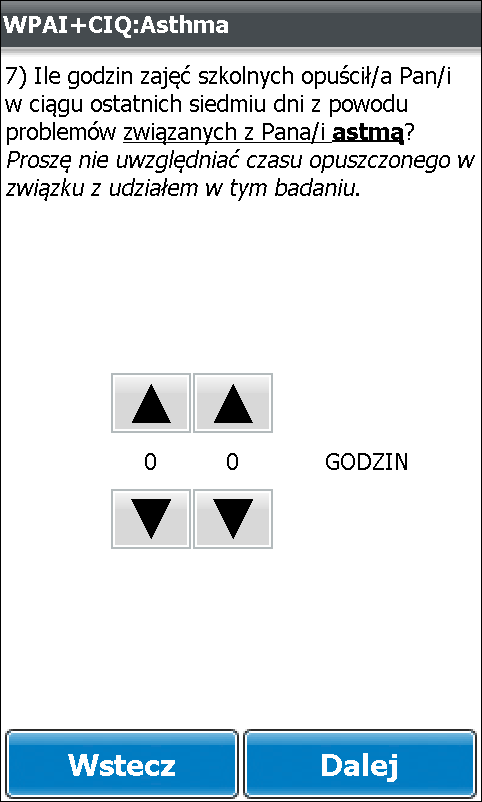 WPAI+CIQ:Asthma
7) Ile godzin zajęć szkolnych opuścił/a Pan/i
w ciągu ostatnich siedmiu dni z powodu
problemów związanych z Pana/i astmą?
Proszę nie uwzględniać czasu opuszczonego w
związku z udziałem w tym badaniu.
0 0 GODZIN
Wstecz Dalej